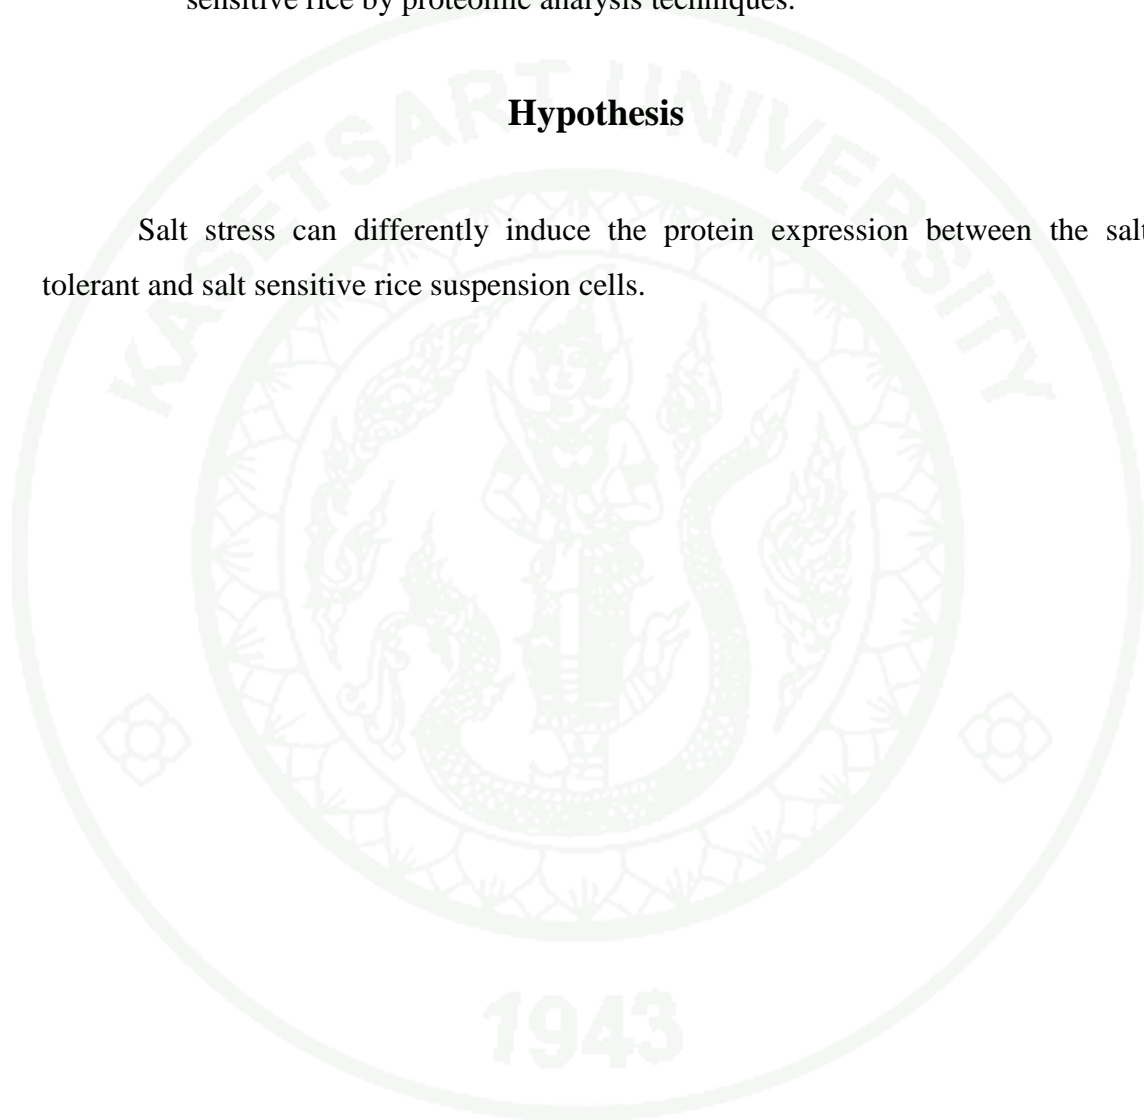 sensitive rice by proteomic analysis techniques.
Hypothesis
KASETSART UNIVERSITY
Salt stress can differently induce the protein expression between the salt
tolerant and salt sensitive rice suspension cells.
1943